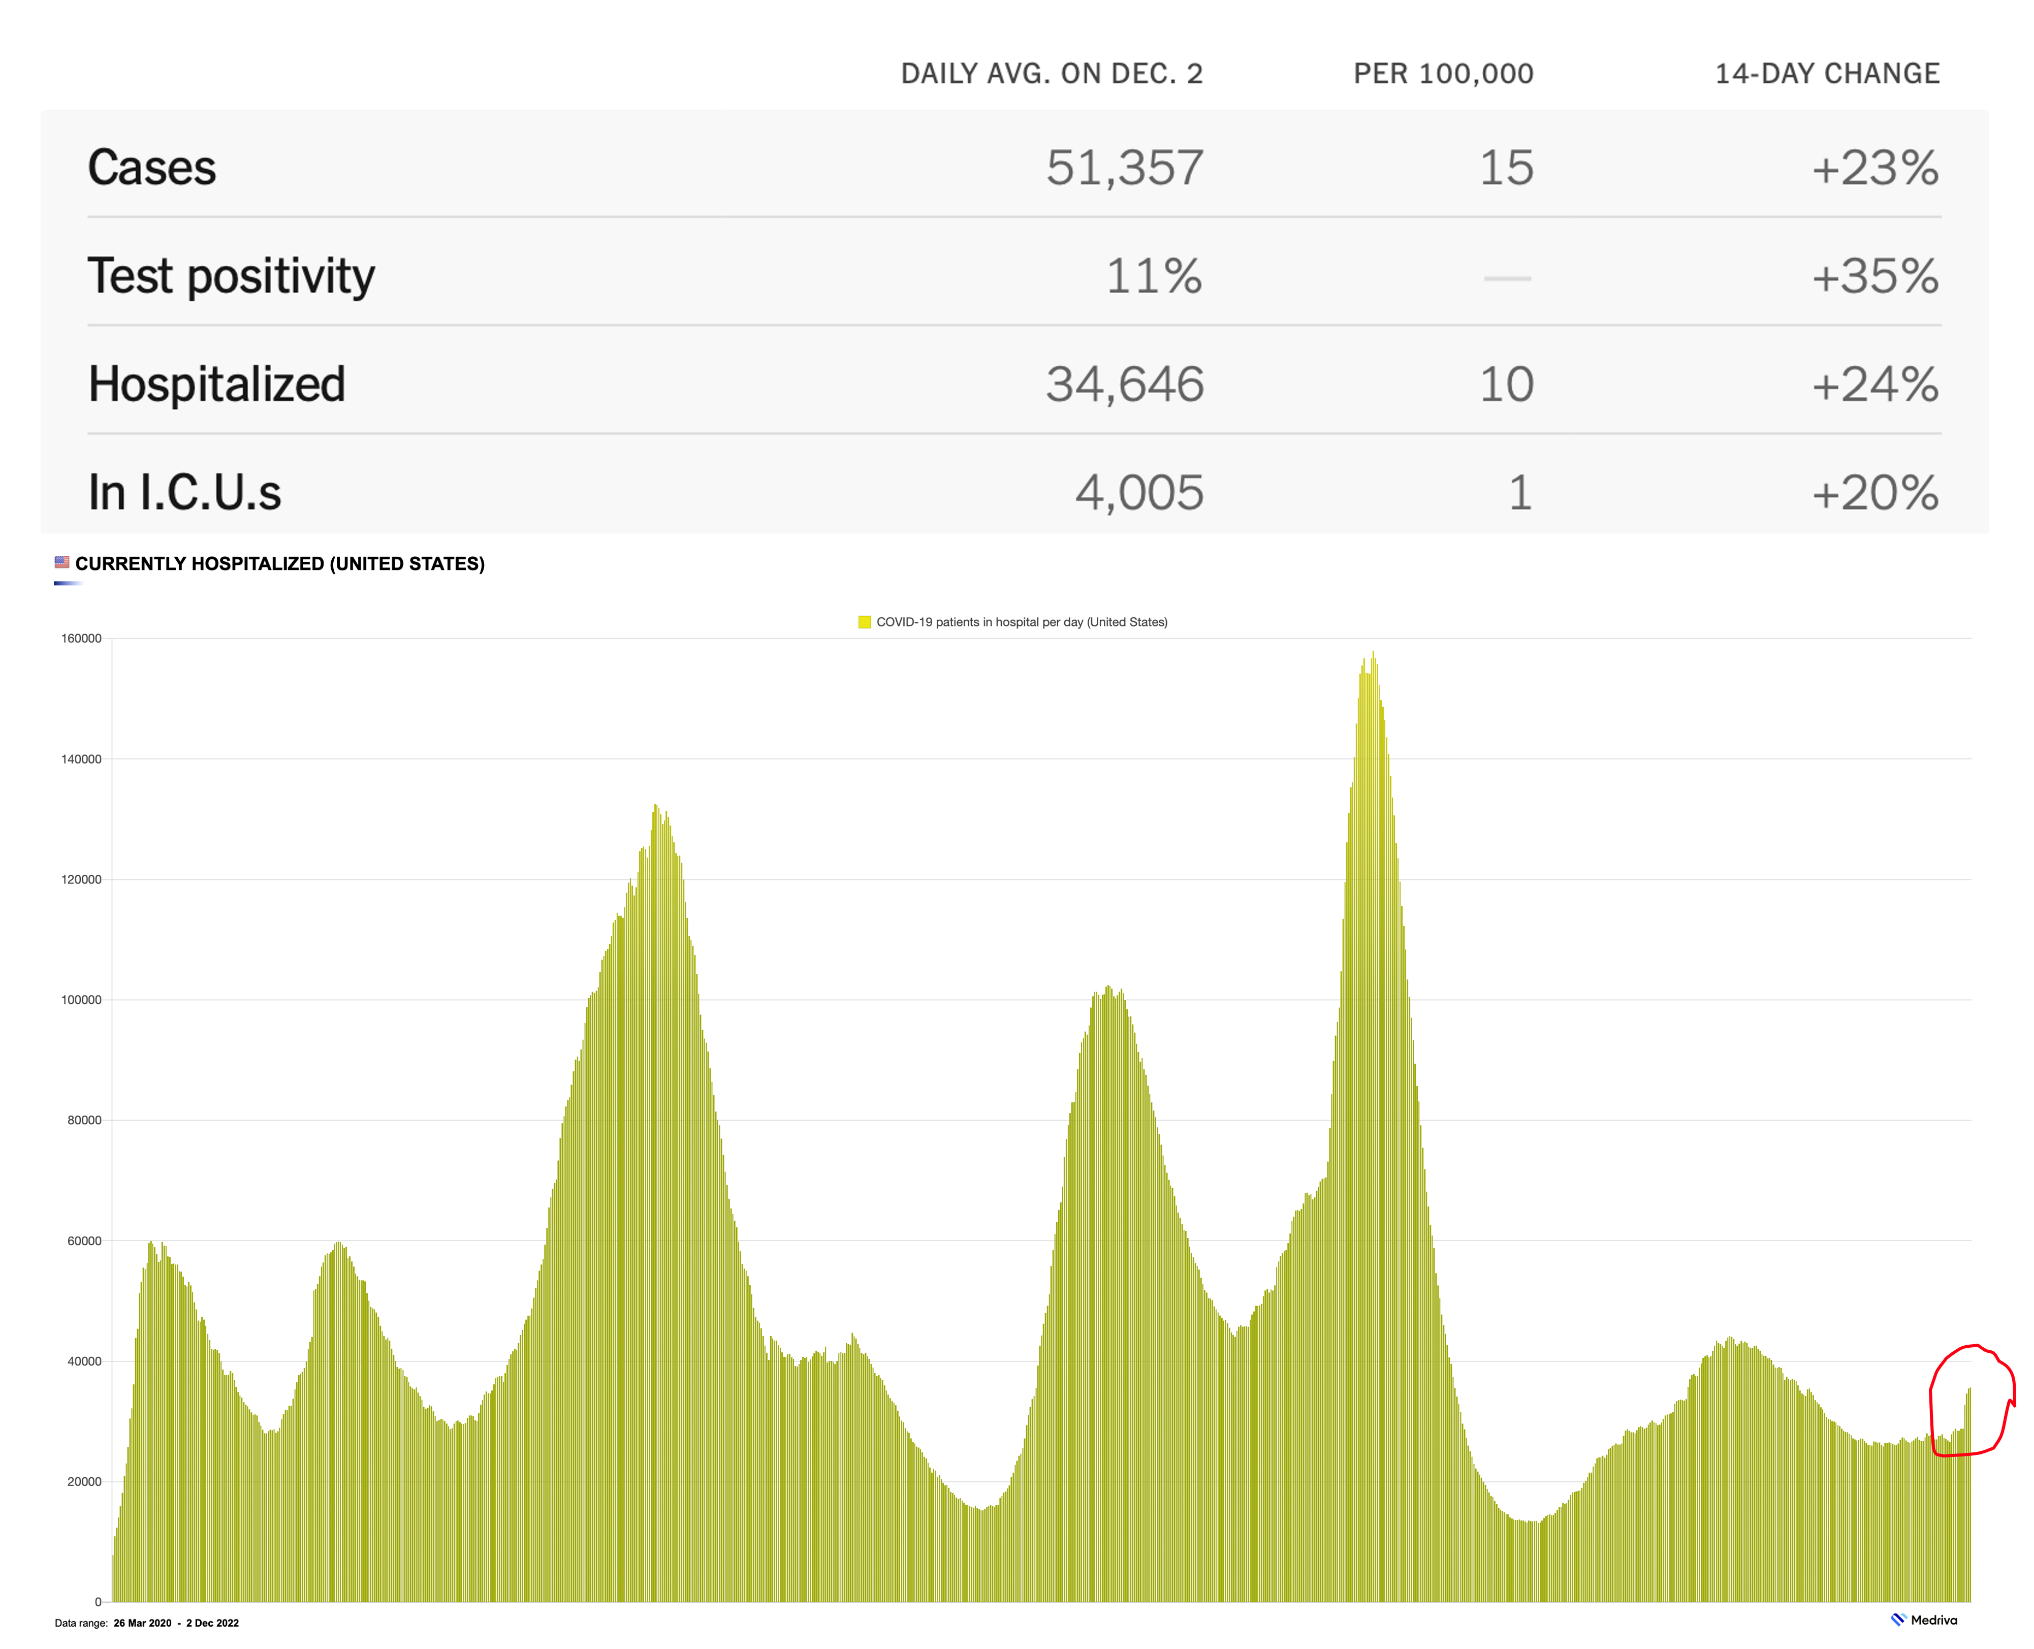 DAILY AVG. ON DEC. 2 PER 100,000 14-DAY CHANGE
Cases 51,357 15 +23%
Test positivity 11% — +35%
Hospitalized 34,646 10 +24%
In I.C.U.s 4,005 1 +20%
CURRENTLY HOSPITALIZED (UNITED STATES)
COVID-19 patients in hospital per day (United States)
160000
140000
120000
100000
80000
60000
40000
20000
0
Data range: 26 Mar 2020 - 2 Dec 2022
Medriva